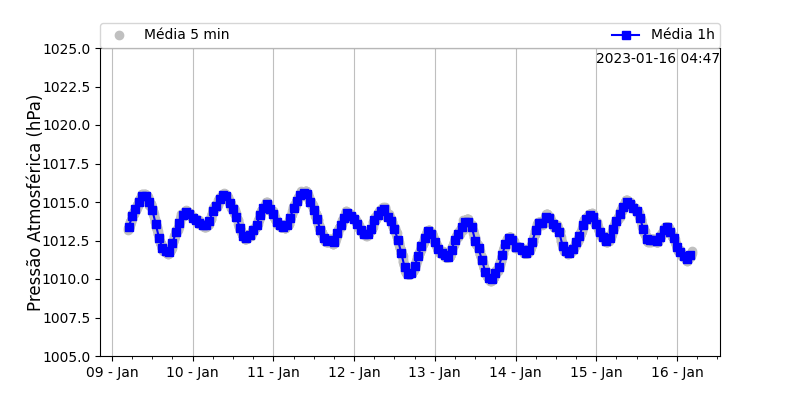 Média 5 min
Média 1h
2023-01-16 04:47
Pressão Atmosférica (hPa)
1025.0
1022.5
1020.0
1017.5
1015.0
1012.5
1010.0
1007.5
1005.0
09 - Jan
10 - Jan
11 - Jan
12 - Jan
13 - Jan
14 - Jan
15 - Jan
16 - Jan